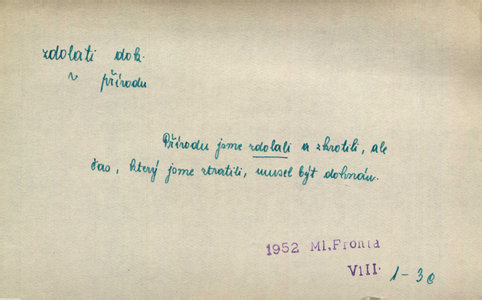 zdolati dok.
v přírodu
Přírodu jsme zdolali a zkrotili, ale
čas, který jsme ztratili, musel být dohnán.
1952 Ml. Fronta
VIII. 1-30